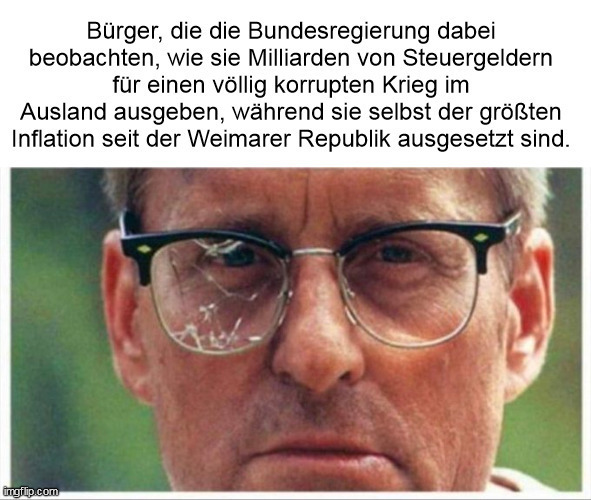 Bürger, die die Bundesregierung dabei
beobachten, wie sie Milliarden von Steuergeldern
für einen völlig korrupten Krieg im
Ausland ausgeben, während sie selbst der größten
Inflation seit der Weimarer Republik ausgesetzt sind.
imgflip.com